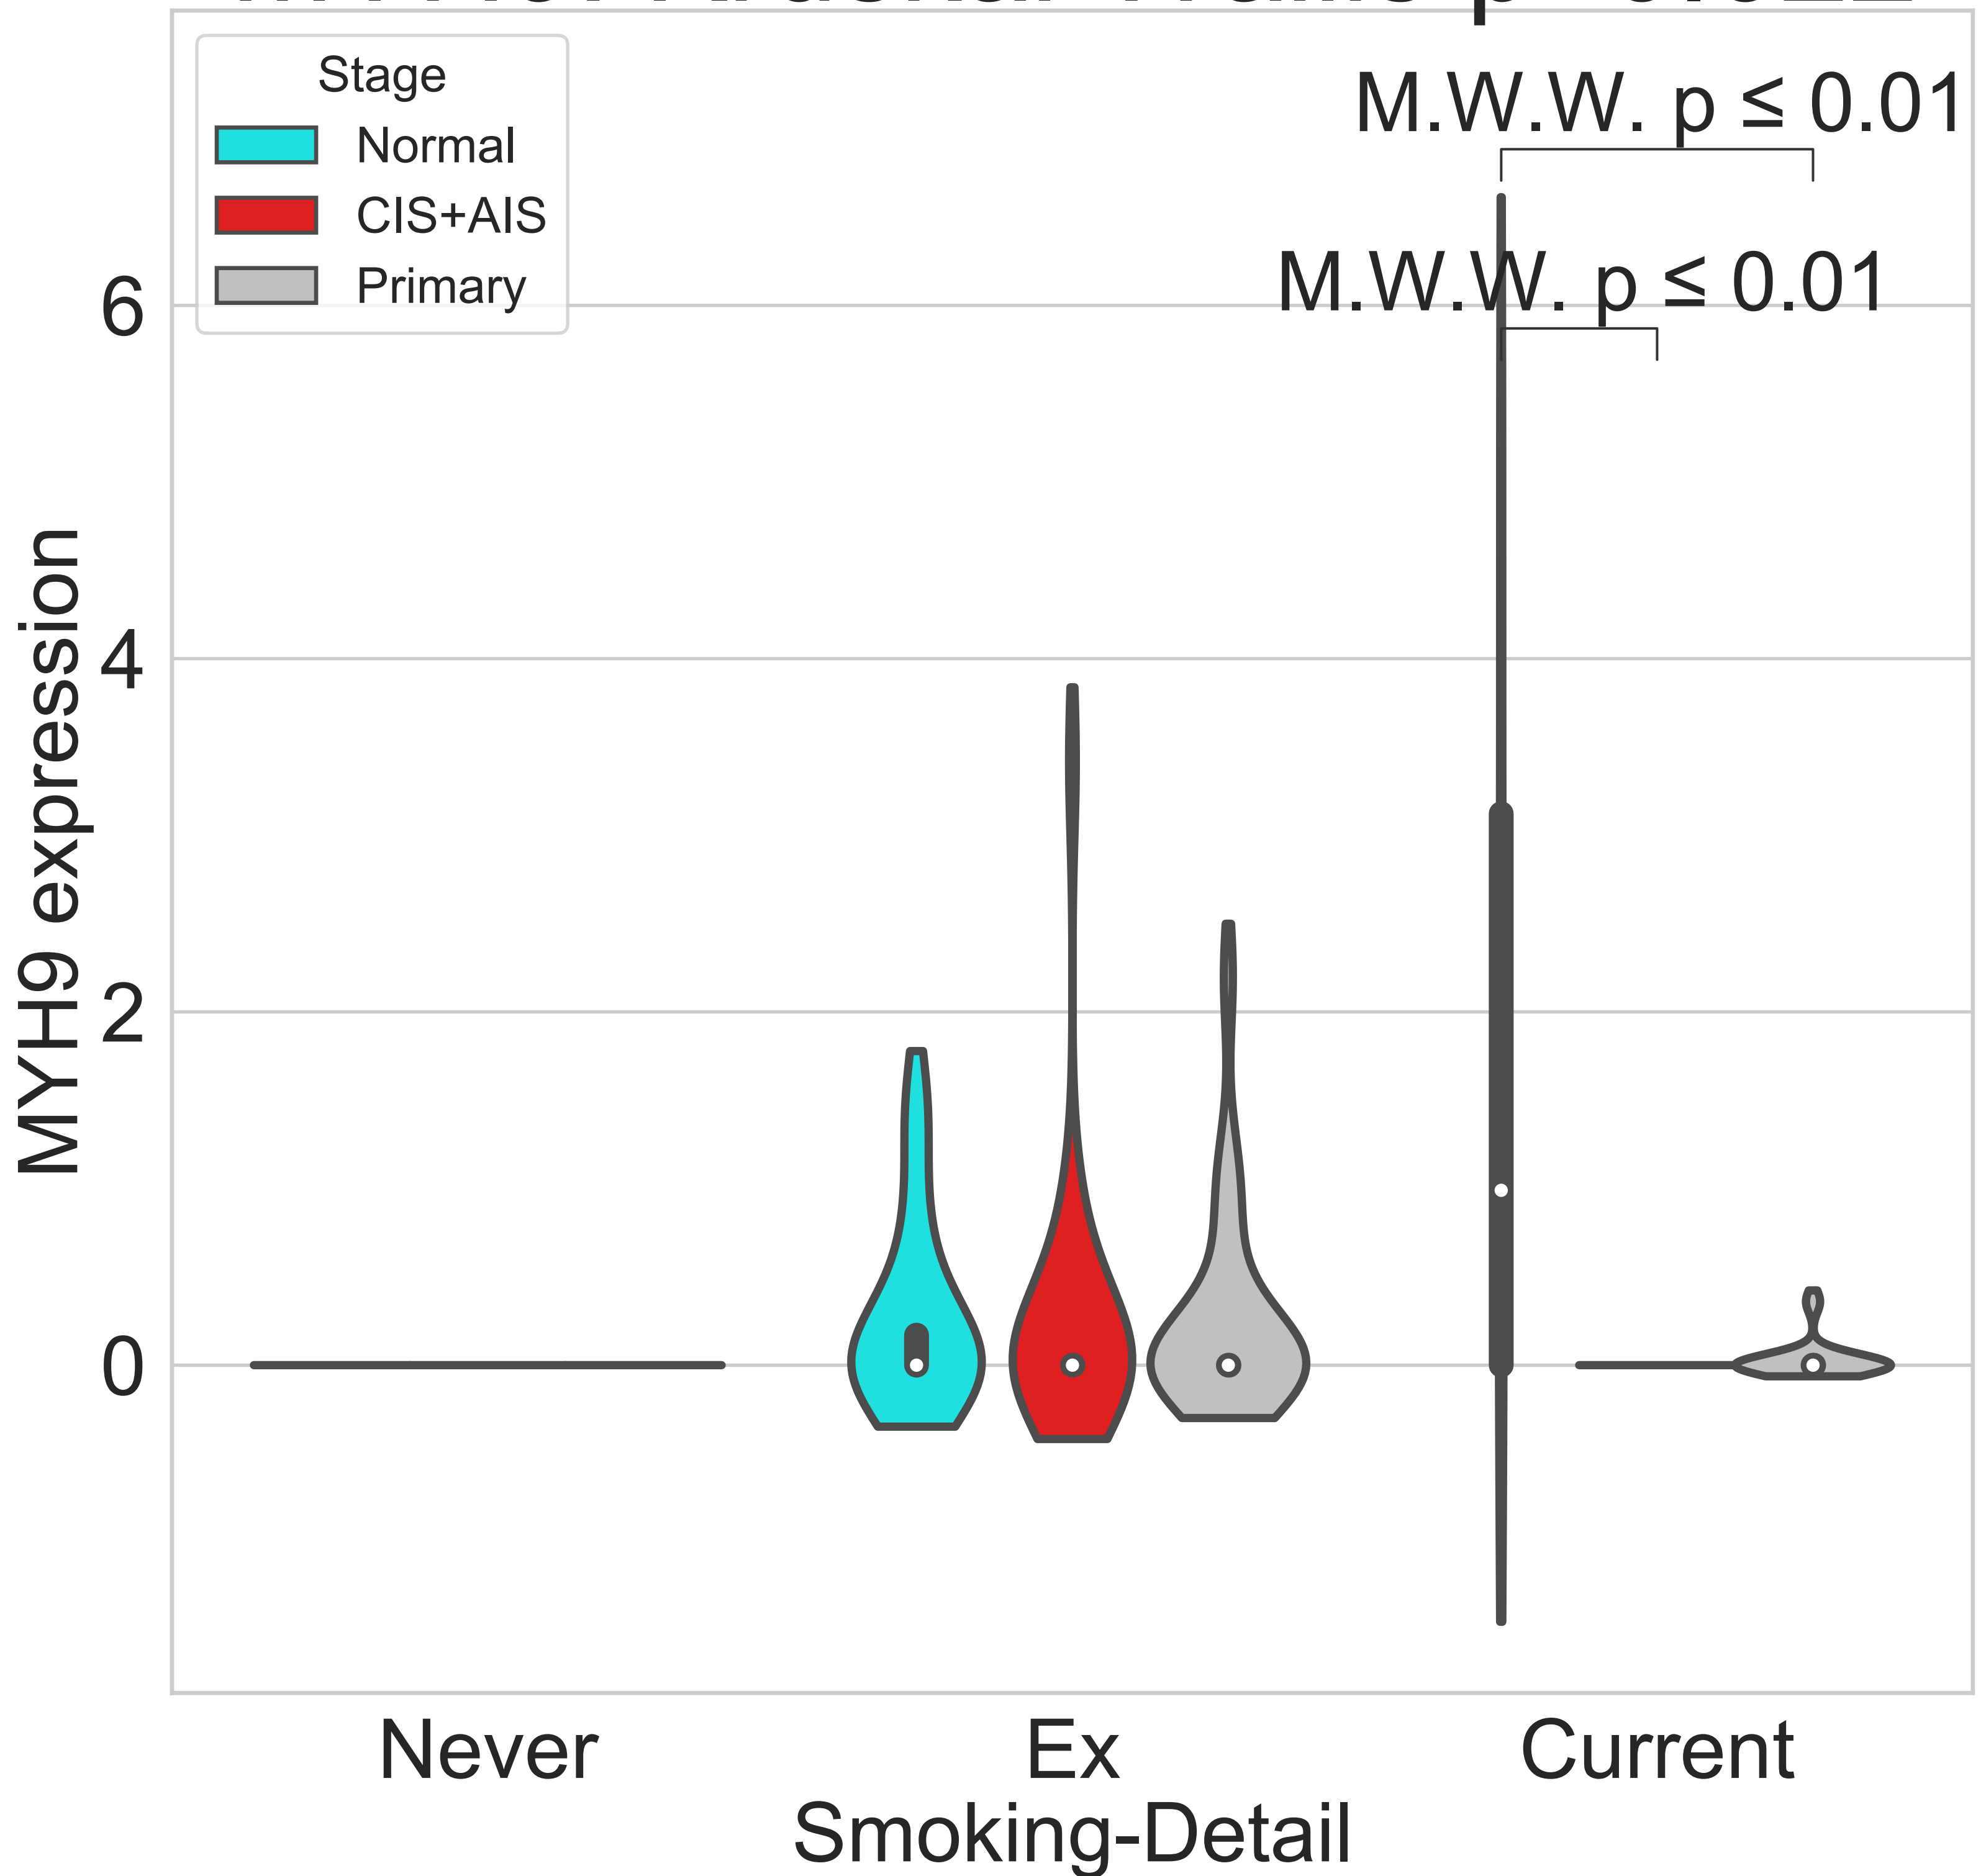 Stage
Normal
CIS+AIS
Primary
M.W.W. p ≤ 0.01
M.W.W. p ≤ 0.01
6
4
2
0
MYH9 expression
Never
Ex
Current
Smoking-Detail